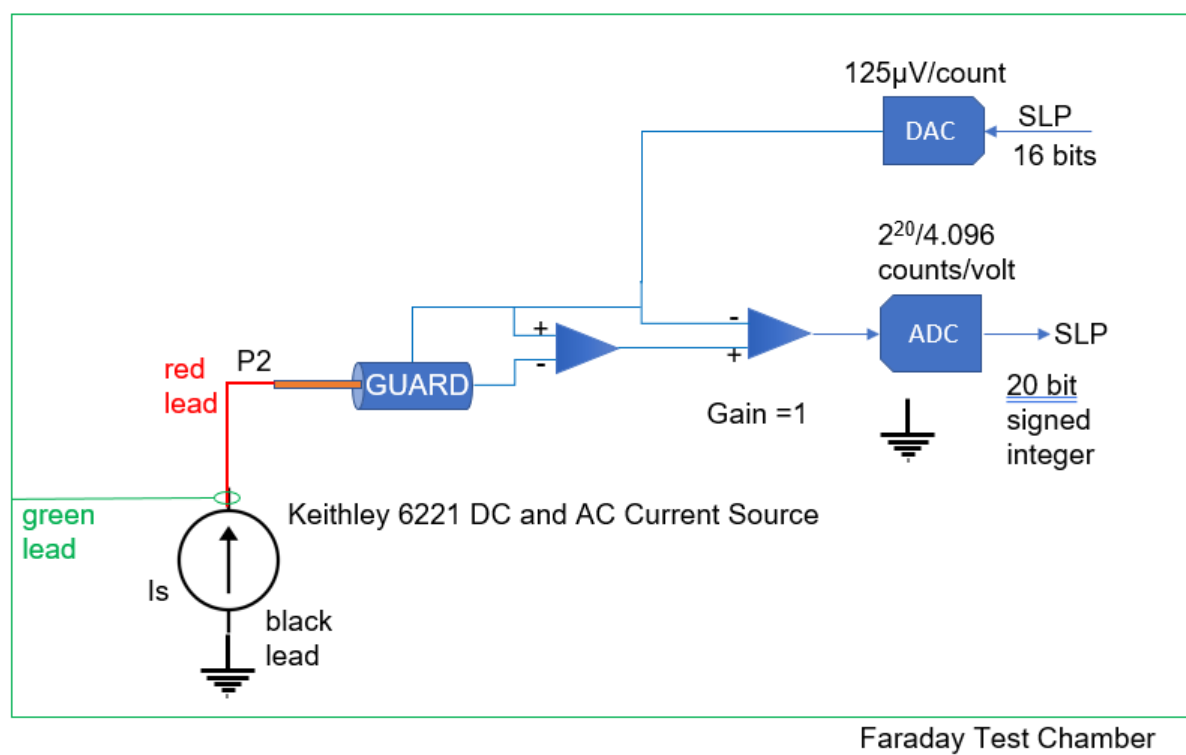 125µV/count
DAC
SLP
16 bits
2²⁰/4.096
counts/volt
ADC
SLP
20 bit
signed
integer
P2
red
lead
GUARD
+
-
-
+
Gain =1
green
lead
Keithley 6221 DC and AC Current Source
Is
black
lead
Faraday Test Chamber